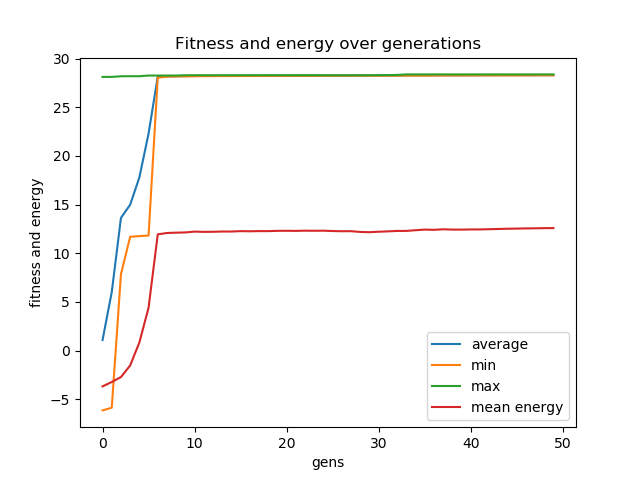 Fitness and energy over generations
fitness and energy
30
25
20
15
10
5
0
−5
0 10 20 30 40 50
gens
average
min
max
mean energy